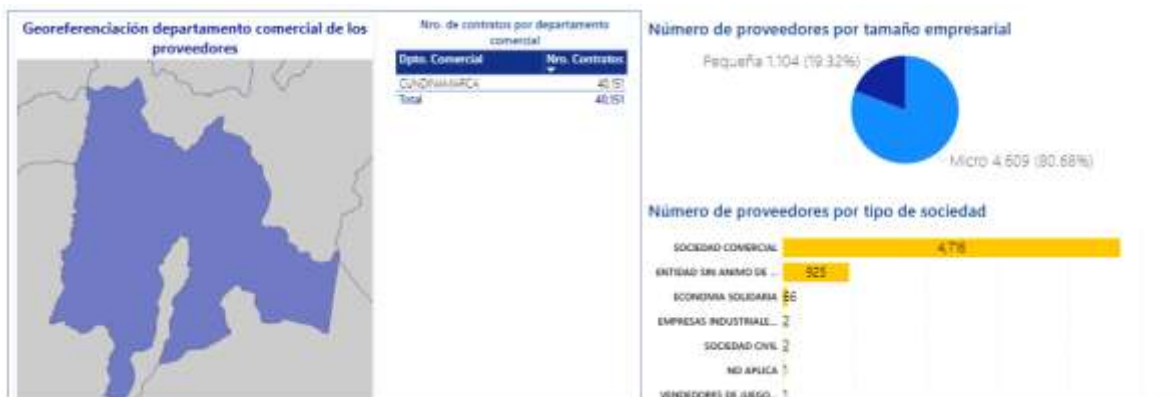 Georeferenciación departamento comercial de los
proveedores
Nro. de contratos por departamento
comercial
Dpto. Comercial Nro. Contratos
CUNDINAMARCA 40,151
Total 40,151
Número de proveedores por tamaño empresarial
Pequeña 1,104 (19.32%)
Micro 4,609 (80.68%)
Número de proveedores por tipo de sociedad
SOCIEDAD COMERCIAL 4,716
ENTIDAD SIN ANIMO DE ... 925
ECONOMIA SOLIDARIA 66
EMPRESAS INDUSTRIALE... 2
SOCIEDAD CIVIL 2
NO APLICA 1
VENDEDORES DE JUEGO... 1